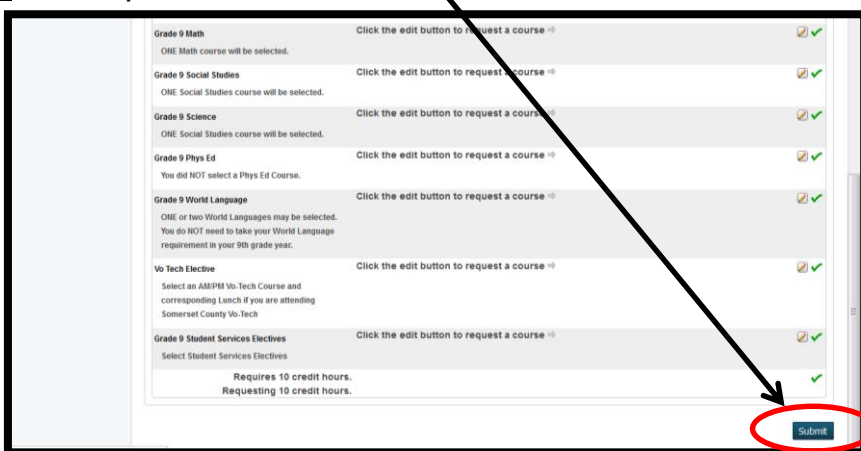 Grade 9 Math
Click the edit button to request a course
ONE Math course will be selected.
Grade 9 Social Studies
Click the edit button to request a course
ONE Social Studies course will be selected.
Grade 9 Science
Click the edit button to request a course
ONE Social Studies course will be selected.
Grade 9 Phys Ed
Click the edit button to request a course
You did NOT select a Phys Ed Course.
Grade 9 World Language
Click the edit button to request a course
ONE or two World Languages may be selected.
You do NOT need to take your World Language
requirement in your 9th grade year.
Vo Tech Elective
Click the edit button to request a course
Select an AM/PM Vo-Tech Course and
corresponding Lunch if you are attending
Somerset County Vo-Tech
Grade 9 Student Services Electives
Click the edit button to request a course
Select Student Services Electives
Requires 10 credit hours.
Requesting 10 credit hours.
Submit